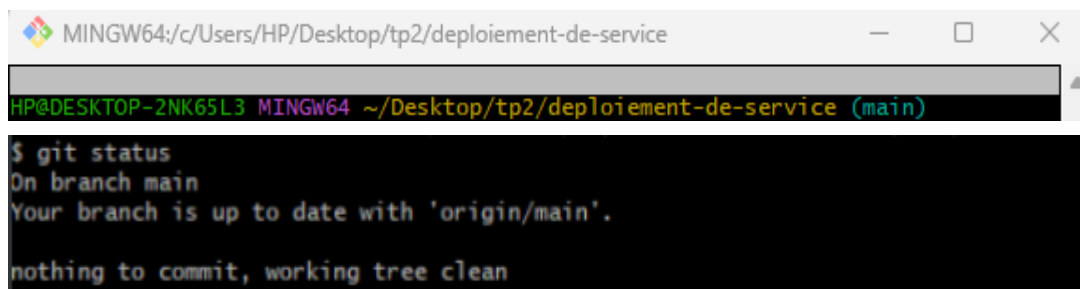 MINGW64:/c/Users/HP/Desktop/tp2/deploiement-de-service
HP@DESKTOP-2NK65L3 MINGW64 ~/Desktop/tp2/deploiement-de-service (main)
$ git status
On branch main
Your branch is up to date with 'origin/main'.
nothing to commit, working tree clean